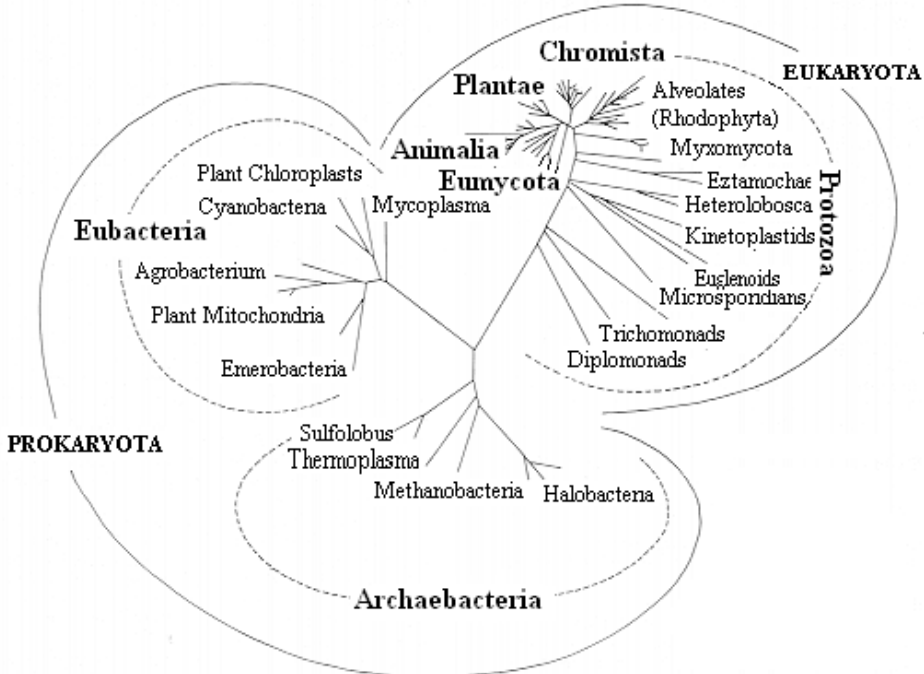 Chromista
EUKARYOTA
Plantae
Alveolates
(Rhodophyta)
Animalia
Myxomycota
Eumycota
Eztamochae
Heterolobosca
Protozoa
Kinetoplastids
Euglenoids
Microsporidians
Trichomonads
Diplomonads
Plant Chloroplasts
Cyanobacteria
Mycoplasma
Eubacteria
Agrobacterium
Plant Mitochondria
Emerobacteria
PROKARYOTA
Sulfolobus
Thermoplasma
Methanobacteria
Halobacteria
Archaebacteria